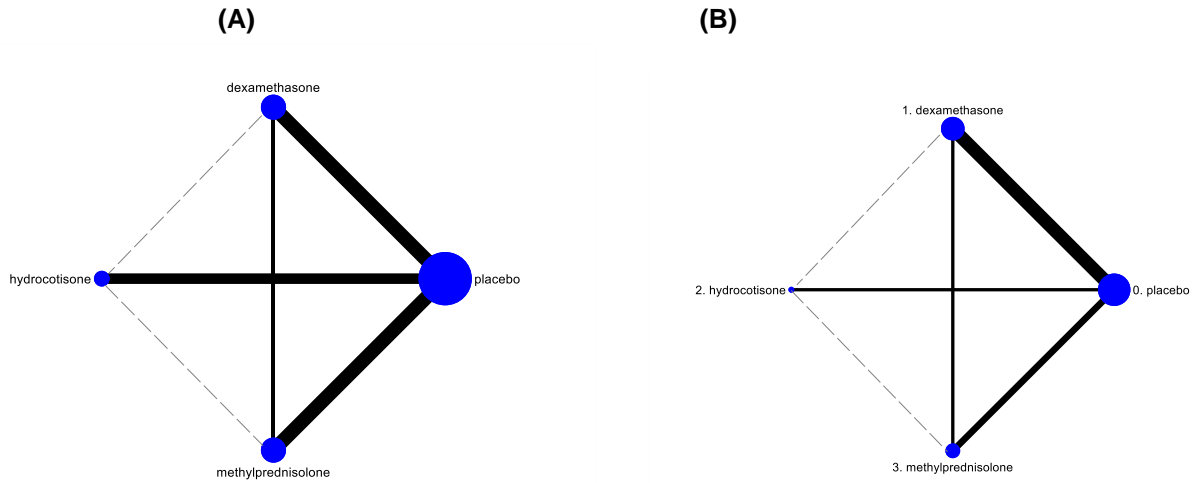 (A)
(B)
dexamethasone
hydrocotisone
placebo
methylprednisolone
1. dexamethasone
2. hydrocotisone
0. placebo
3. methylprednisolone